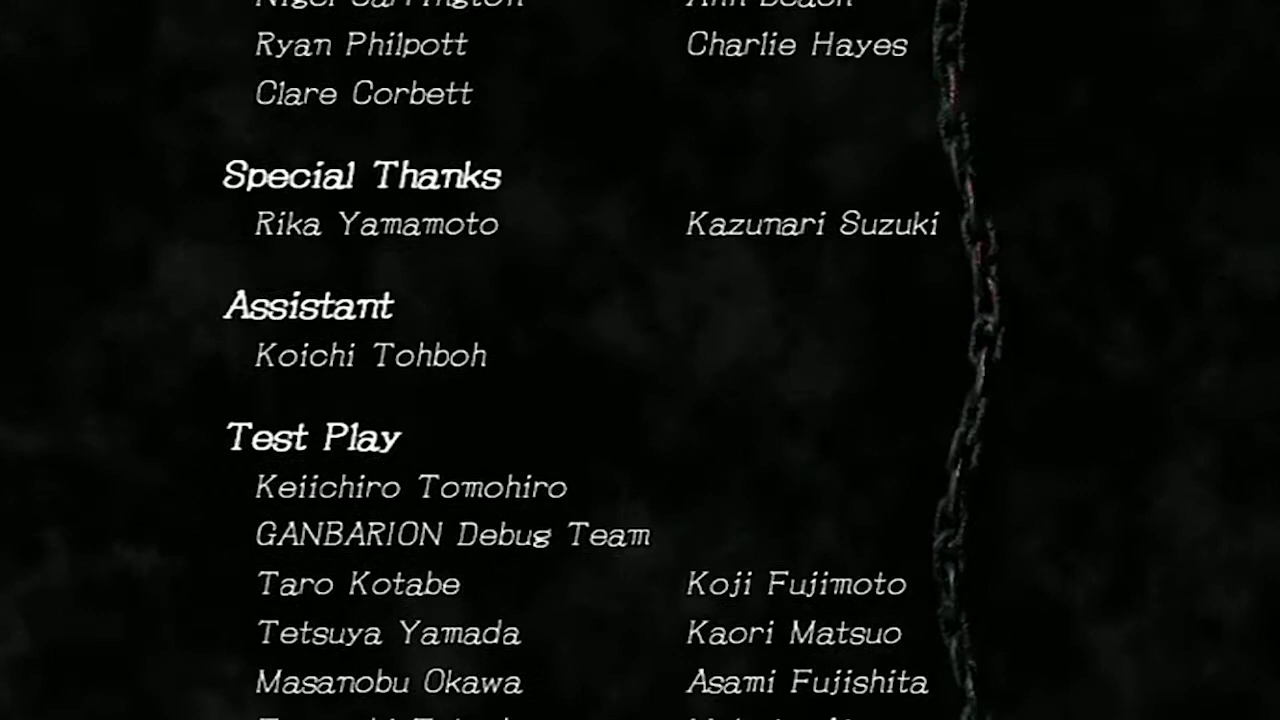 Ryan Philpott Charlie Hayes
Clare Corbett
Special Thanks
Rika Yamamoto Kazunari Suzuki
Assistant
Koichi Tohboh
Test Play
Keiichiro Tomohiro
GANBARION Debug Team
Taro Kotabe Koji Fujimoto
Tetsuya Yamada Kaori Matsuo
Masanobu Okawa Asami Fujishita